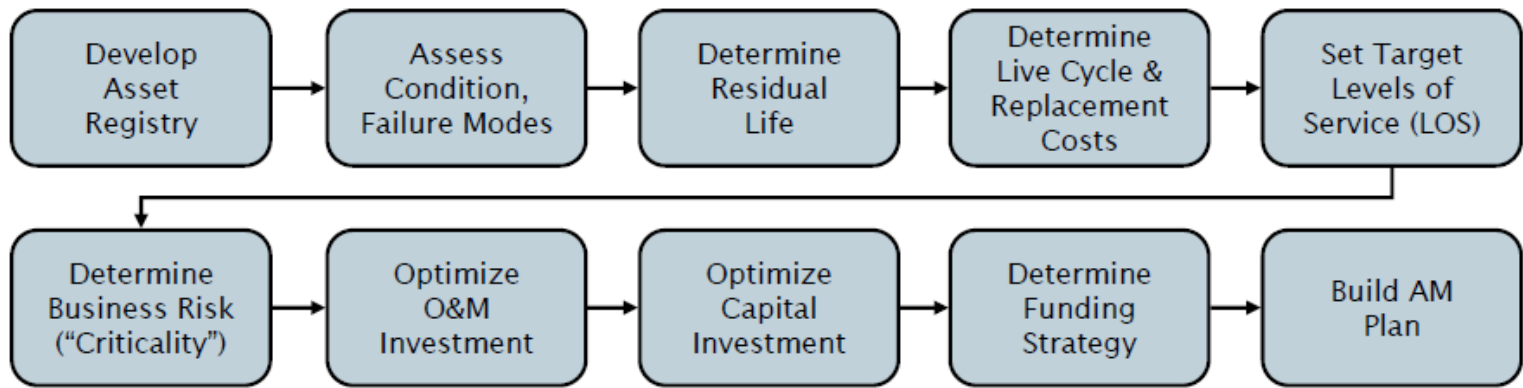 Develop
Asset
Registry
Assess
Condition,
Failure Modes
Determine
Residual
Life
Determine
Live Cycle &
Replacement
Costs
Set Target
Levels of
Service (LOS)
Determine
Business Risk
(“Criticality”)
Optimize
O&M
Investment
Optimize
Capital
Investment
Determine
Funding
Strategy
Build AM
Plan